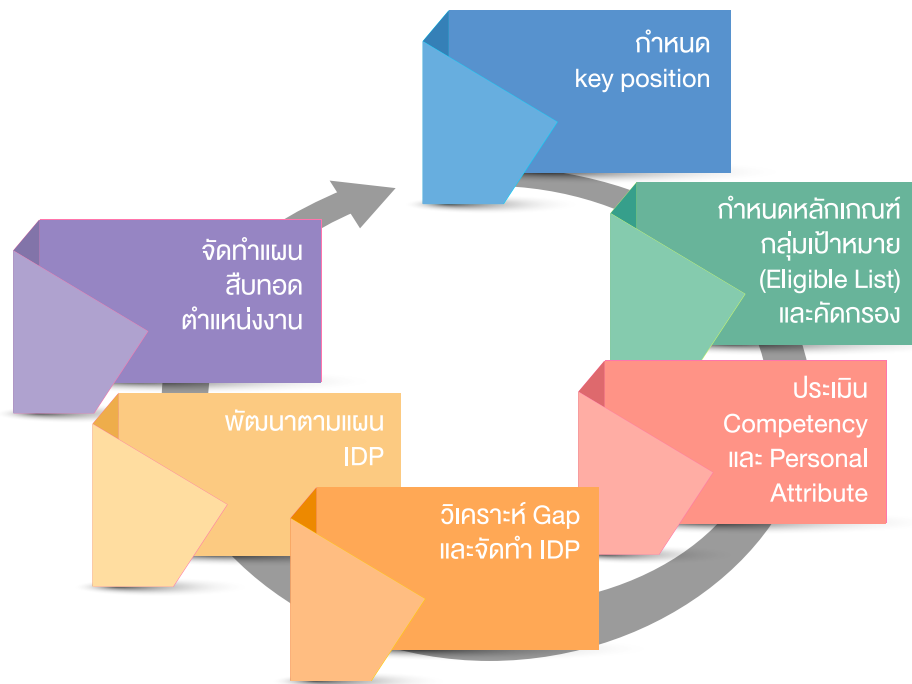 กำหนด
key position
กำหนดหลักเกณฑ์
กลุ่มเป้าหมาย
(Eligible List)
และคัดกรอง
ประเมิน
Competency
และ Personal
Attribute
วิเคราะห์ Gap
และจัดทำ IDP
พัฒนาตามแผน
IDP
จัดทำแผน
สืบทอด
ตำแหน่งงาน